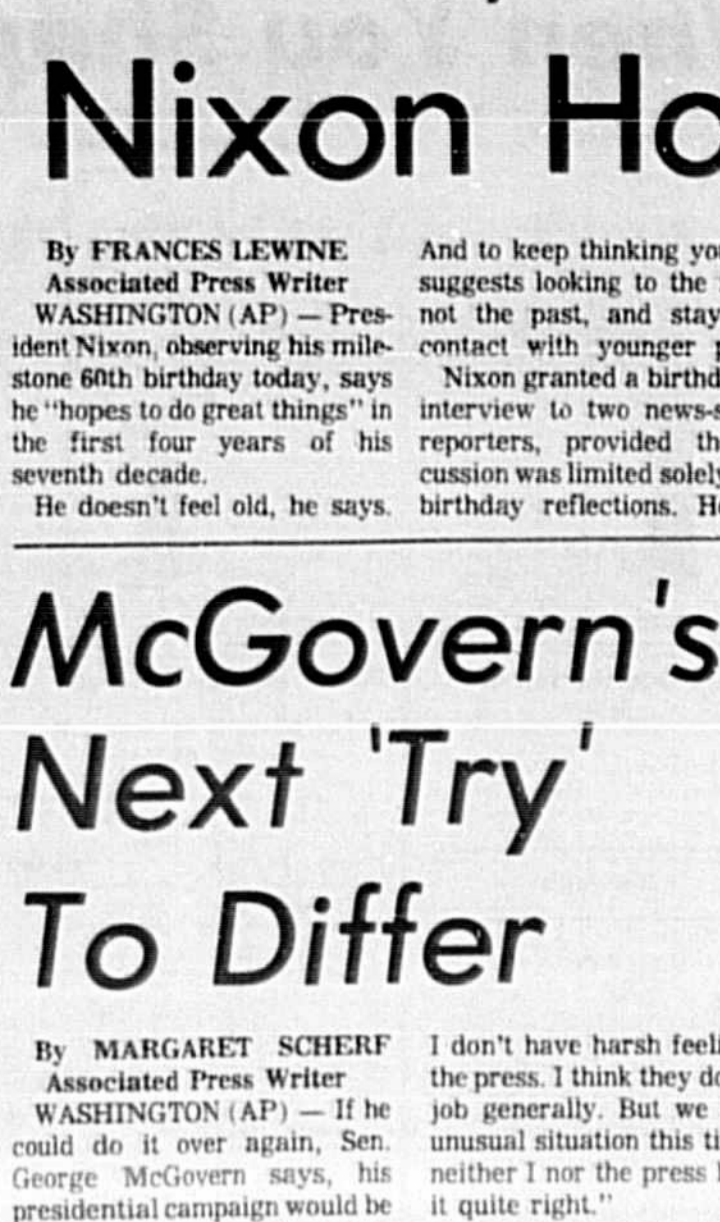 Nixon Ho
By FRANCES LEWINE
Associated Press Writer
WASHINGTON (AP) — Pres-
ident Nixon, observing his mile-
stone 60th birthday today, says
he "hopes to do great things" in
the first four years of his
seventh decade.
He doesn't feel old, he says.
And to keep thinking you
suggests looking to the
not the past, and stay
contact with younger
Nixon granted a birthd
interview to two news-s
reporters, provided th
cussion was limited solely
birthday reflections. He
McGovern's
Next 'Try'
To Differ
By MARGARET SCHERF
Associated Press Writer
WASHINGTON (AP) — If he
could do it over again, Sen.
George McGovern says, his
presidential campaign would be
I don't have harsh feeli
the press. I think they do
job generally. But we
unusual situation this ti
neither I nor the press
it quite right."